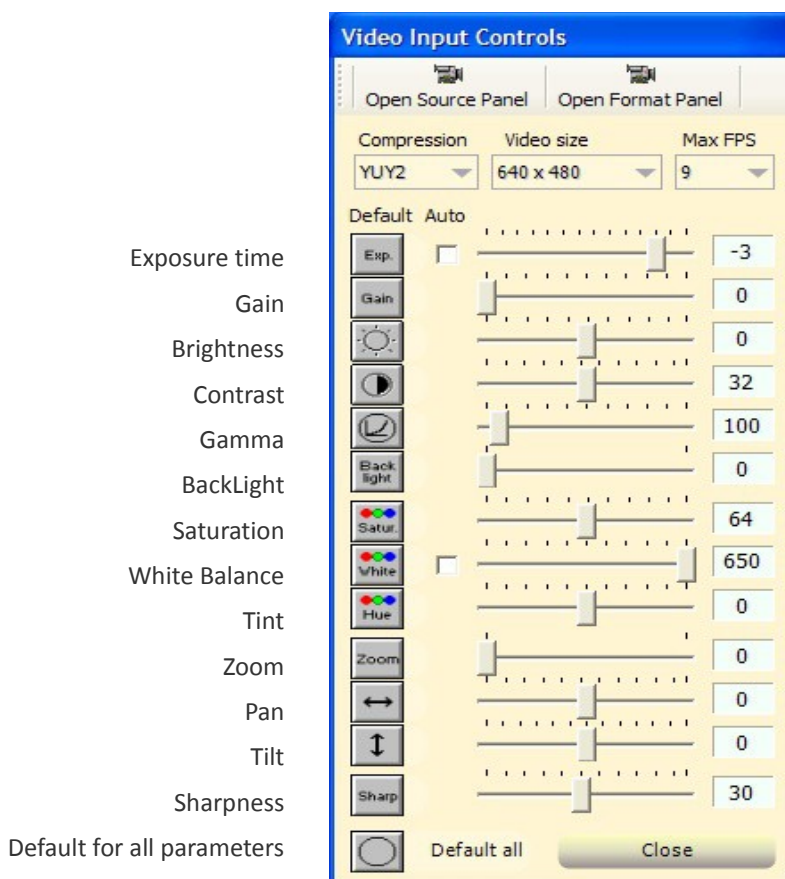 Video Input Controls
Open Source Panel Open Format Panel
Compression Video size Max FPS
YUY2 640 x 480 9
Default Auto
Exposure time Exp. -3
Gain Gain 0
Brightness 0
Contrast 32
Gamma 100
BackLight Back light 0
Saturation Satur. 64
White Balance White 650
Tint Hue 0
Zoom Zoom 0
Pan 0
Tilt 0
Sharpness Sharp 30
Default for all parameters Default all Close